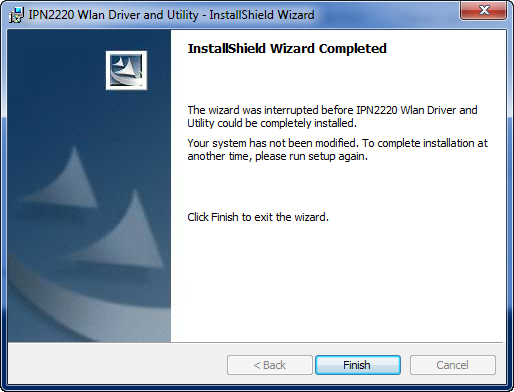 IPN2220 Wlan Driver and Utility - InstallShield Wizard
InstallShield Wizard Completed
The wizard was interrupted before IPN2220 Wlan Driver and
Utility could be completely installed.
Your system has not been modified. To complete installation at
another time, please run setup again.
Click Finish to exit the wizard.
< Back
Finish
Cancel